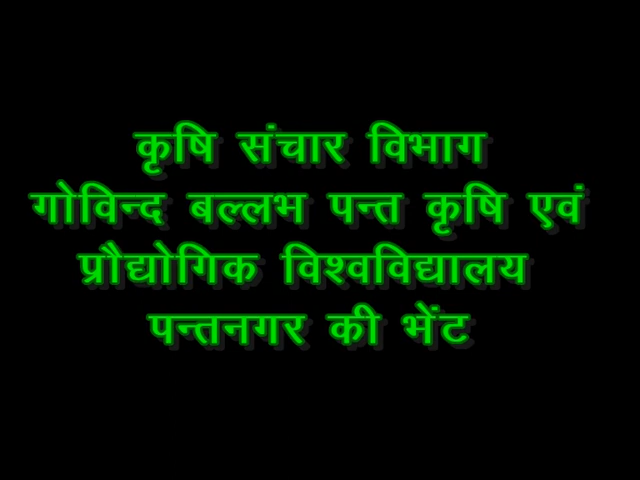 कृषि संचार विभाग
गोविन्द बल्लभ पन्त कृषि एवं
प्रौद्योगिक विश्वविद्यालय
पन्तनगर की भेंट